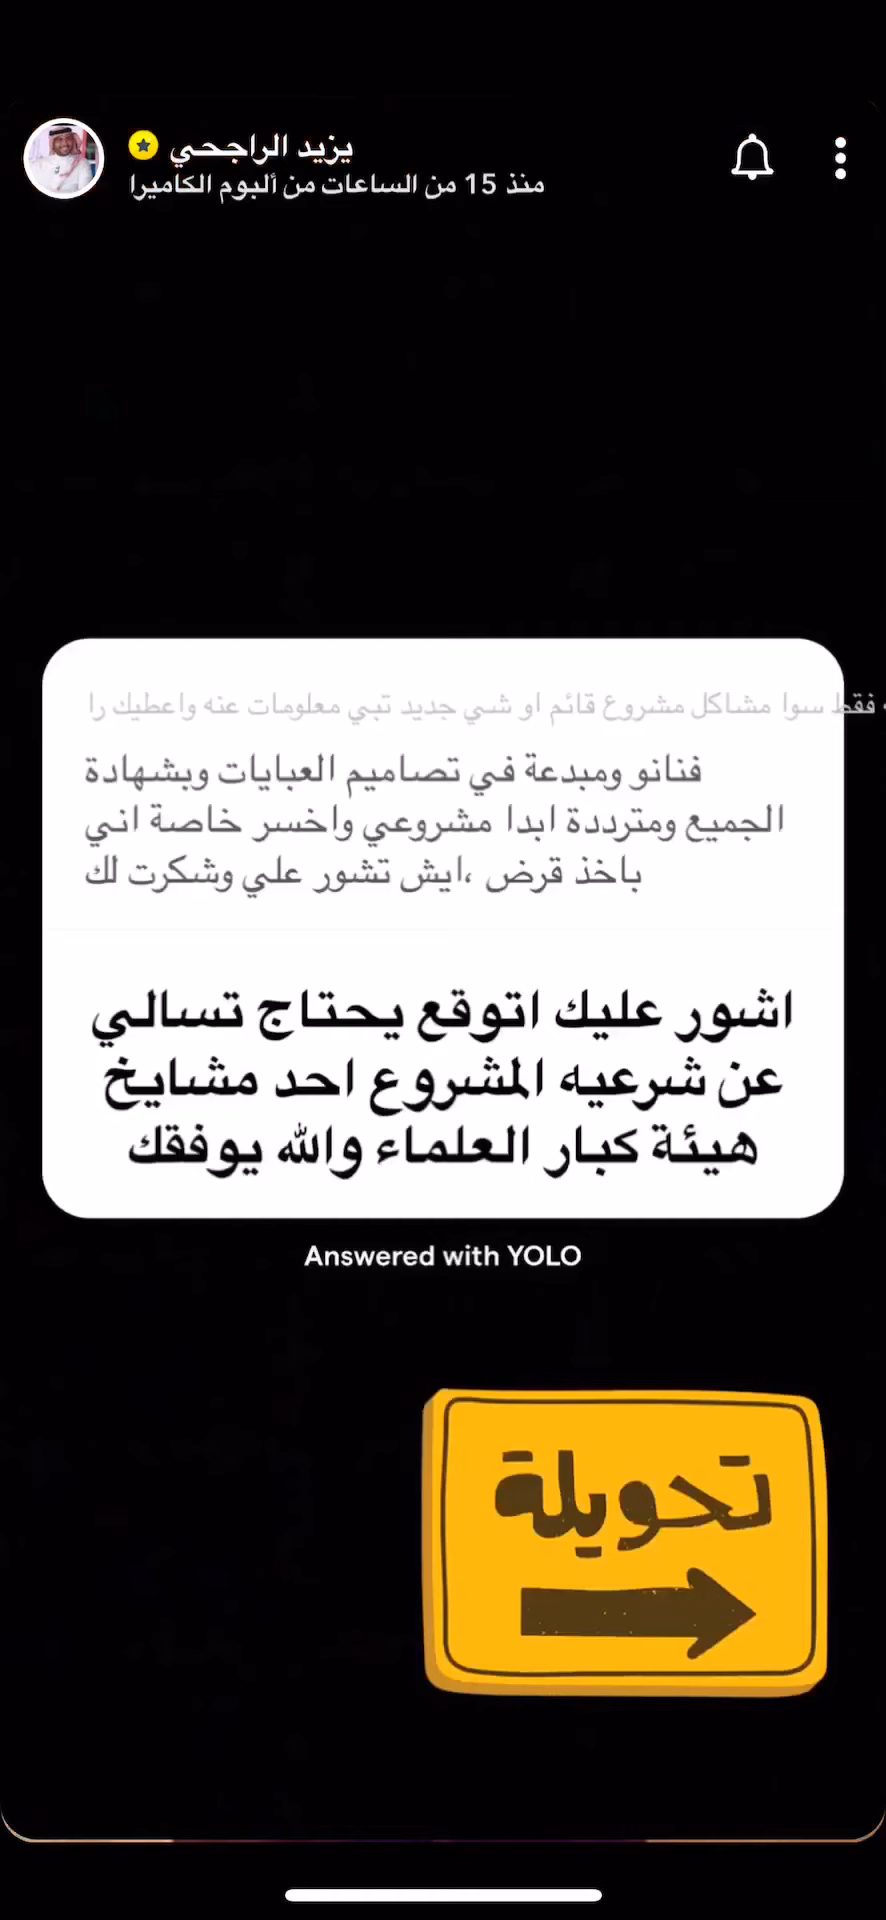 يزيد الراجحي
منذ 15 من الساعات من ألبوم الكاميرا
فقط سوا مشاكل مشروع قائم او شي جديد تبي معلومات عنه واعطيك را
فنانو ومبدعة في تصاميم العبايات وبشهادة
الجميع ومترددة ابدا مشروعي واخسر خاصة اني
باخذ قرض ،ايش تشور علي وشكرت لك
اشور عليك اتوقع يحتاج تسالي
عن شرعيه المشروع احد مشايخ
هيئة كبار العلماء والله يوفقك
Answered with YOLO
تحويلة